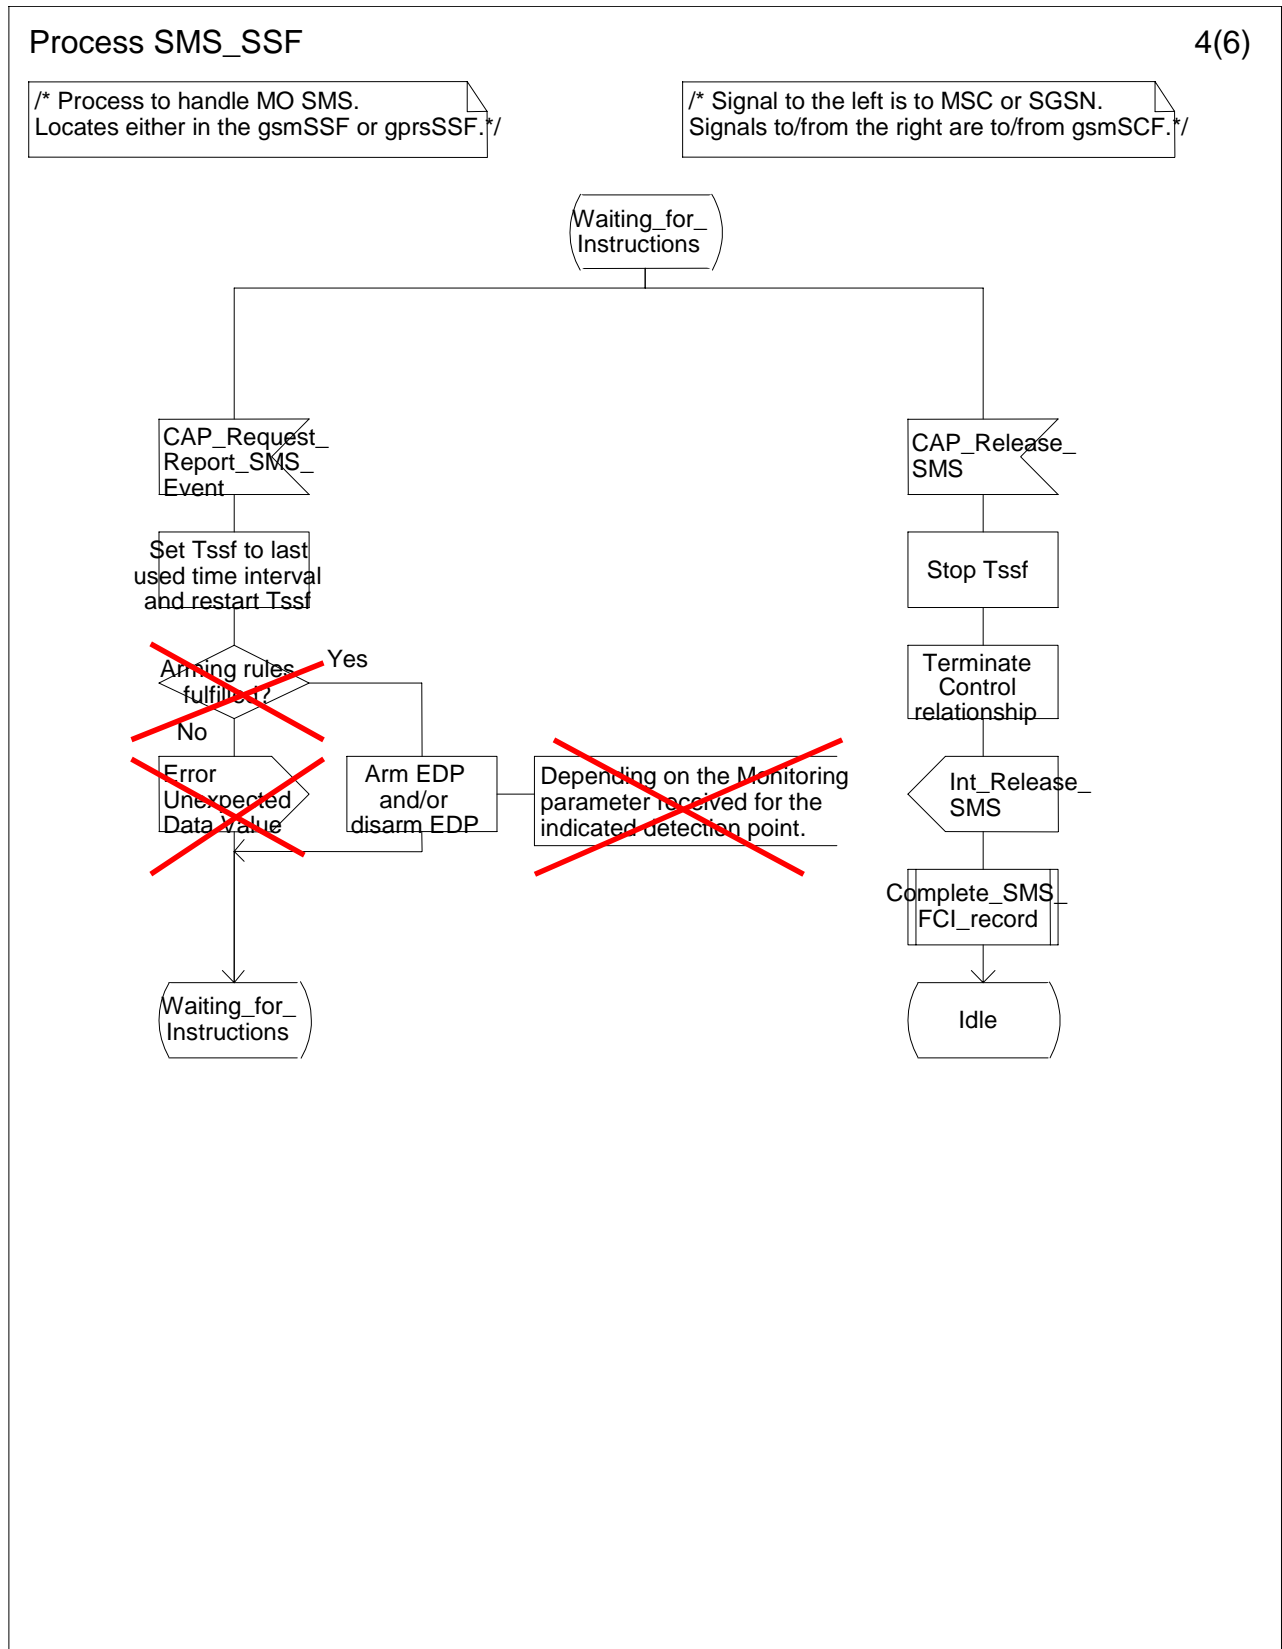 Process SMS_SSF
4(6)
/* Process to handle MO SMS.
Locates either in the gsmSSF or gprsSSF.*/
/* Signal to the left is to MSC or SGSN.
Signals to/from the right are to/from gsmSCF.*/
Waiting_for_
Instructions
CAP_Request_
Report_SMS_
Event
Set Tssf to last
used time interval
and restart Tssf
Arming rules
fulfilled?
Yes
No
Error
Unexpected
Data Value
Arm EDP
and/or
disarm EDP
Depending on the Monitoring
parameter received for the
indicated detection point.
Waiting_for_
Instructions
CAP_Release_
SMS
Stop Tssf
Terminate
Control
relationship
Int_Release_
SMS
Complete_SMS_
FCI_record
Idle